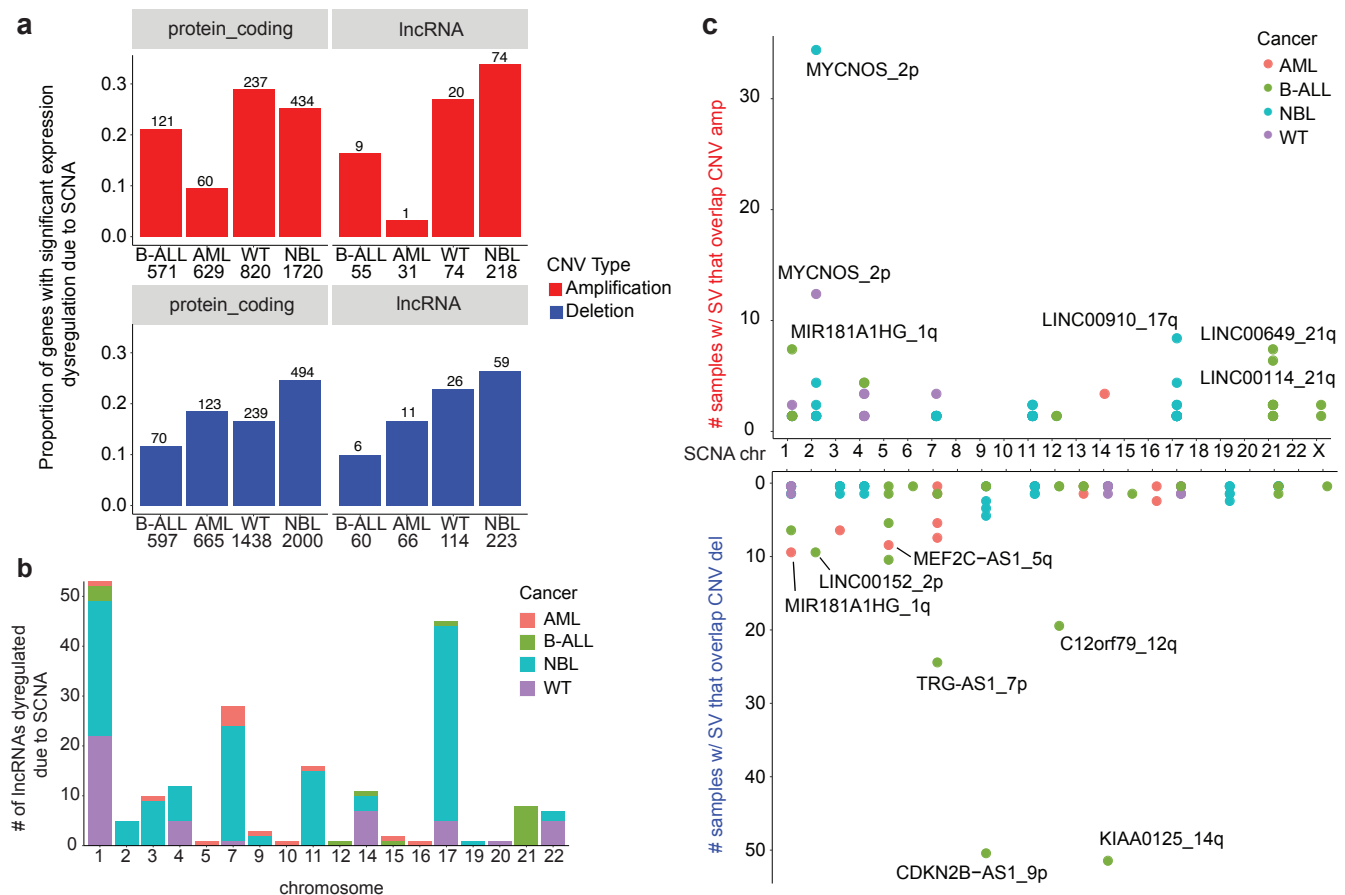 a
protein_coding
lncRNA
Proportion of genes with significant expression
dysregulation due to SCNA
0.3
0.2
0.1
0.0
121
60
237
434
9
1
20
74
B-ALL AML WT NBL
571 629 820 1720
B-ALL AML WT NBL
55 31 74 218
CNV Type
Amplification
Deletion
protein_coding
lncRNA
0.3
0.2
0.1
0.0
70
123
239
494
6
11
26
59
B-ALL AML WT NBL
597 665 1438 2000
B-ALL AML WT NBL
60 66 114 223
b
# of lncRNAs dyregulated
due to SCNA
50
40
30
20
10
0
Cancer
AML
B-ALL
NBL
WT
1 2 3 4 5 7 9 10 11 12 14 15 16 17 19 20 21 22
chromosome
c
# samples w/ SV that overlap CNV amp
30
20
10
0
Cancer
AML
B-ALL
NBL
WT
MYCNOS_2p
MYCNOS_2p
MIR181A1HG_1q
LINC00910_17q
LINC00649_21q
LINC00114_21q
SCNA chr
1 2 3 4 5 6 7 8 9 10 11 12 13 14 15 16 17 18 19 20 21 22 X
# samples w/ SV that overlap CNV del
0
10
20
30
40
50
MEF2C−AS1_5q
LINC00152_2p
MIR181A1HG_1q
C12orf79_12q
TRG-AS1_7p
KIAA0125_14q
CDKN2B−AS1_9p